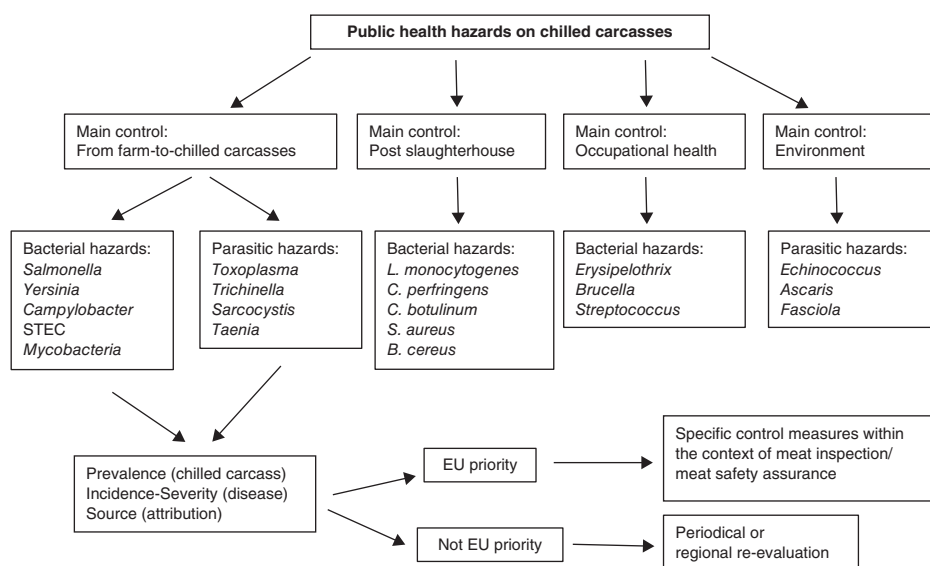 Public health hazards on chilled carcasses
Main control:
From farm-to-chilled carcasses
Main control:
Post slaughterhouse
Main control:
Occupational health
Main control:
Environment
Bacterial hazards:
Salmonella
Yersinia
Campylobacter
STEC
Mycobacteria
Parasitic hazards:
Toxoplasma
Trichinella
Sarcocystis
Taenia
Bacterial hazards:
L. monocytogenes
C. perfringens
C. botulinum
S. aureus
B. cereus
Bacterial hazards:
Erysipelothrix
Brucella
Streptococcus
Parasitic hazards:
Echinococcus
Ascaris
Fasciola
Prevalence (chilled carcass)
Incidence-Severity (disease)
Source (attribution)
EU priority
Specific control measures within
the context of meat inspection/
meat safety assurance
Not EU priority
Periodical or
regional re-evaluation